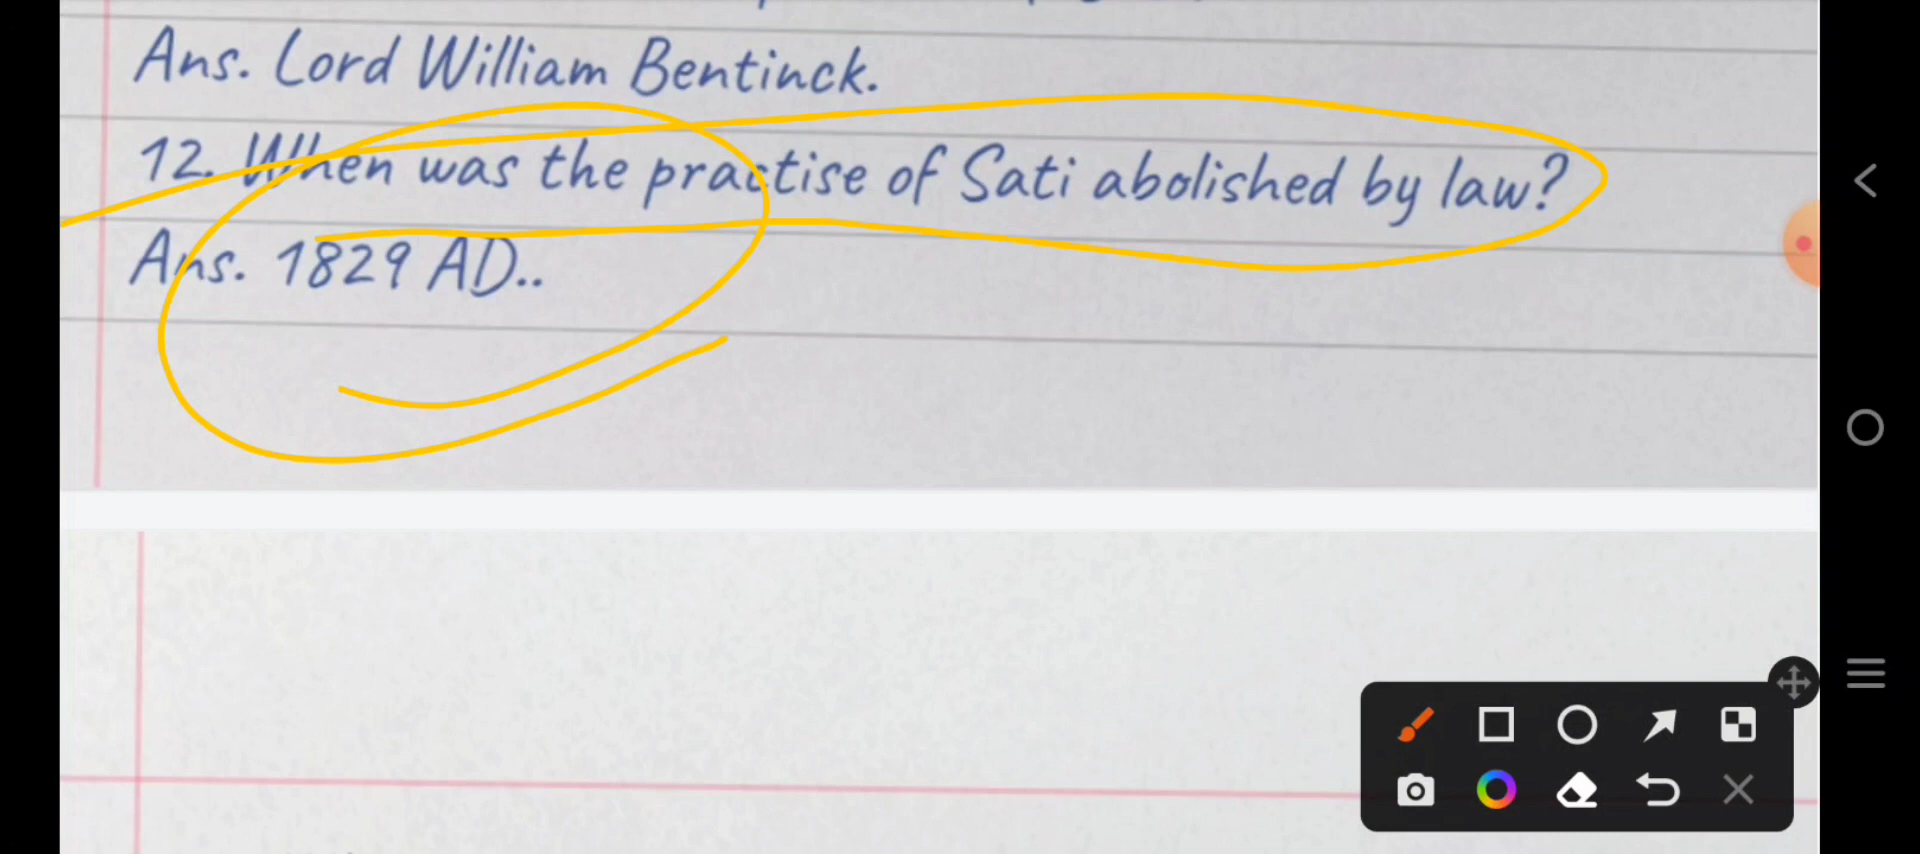 Ans. Lord William Bentinck.
12. When was the practise of Sati abolished by law?
Ans. 1829 AD..